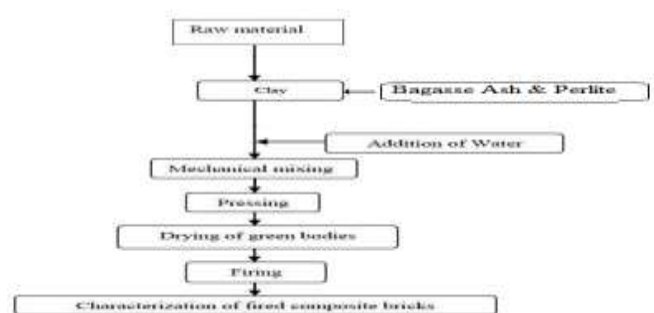 Raw material
Clay
Bagasse Ash & Perlite
Addition of Water
Mechanical mixing
Pressing
Drying of green bodies
Firing
Characterization of fired composite bricks